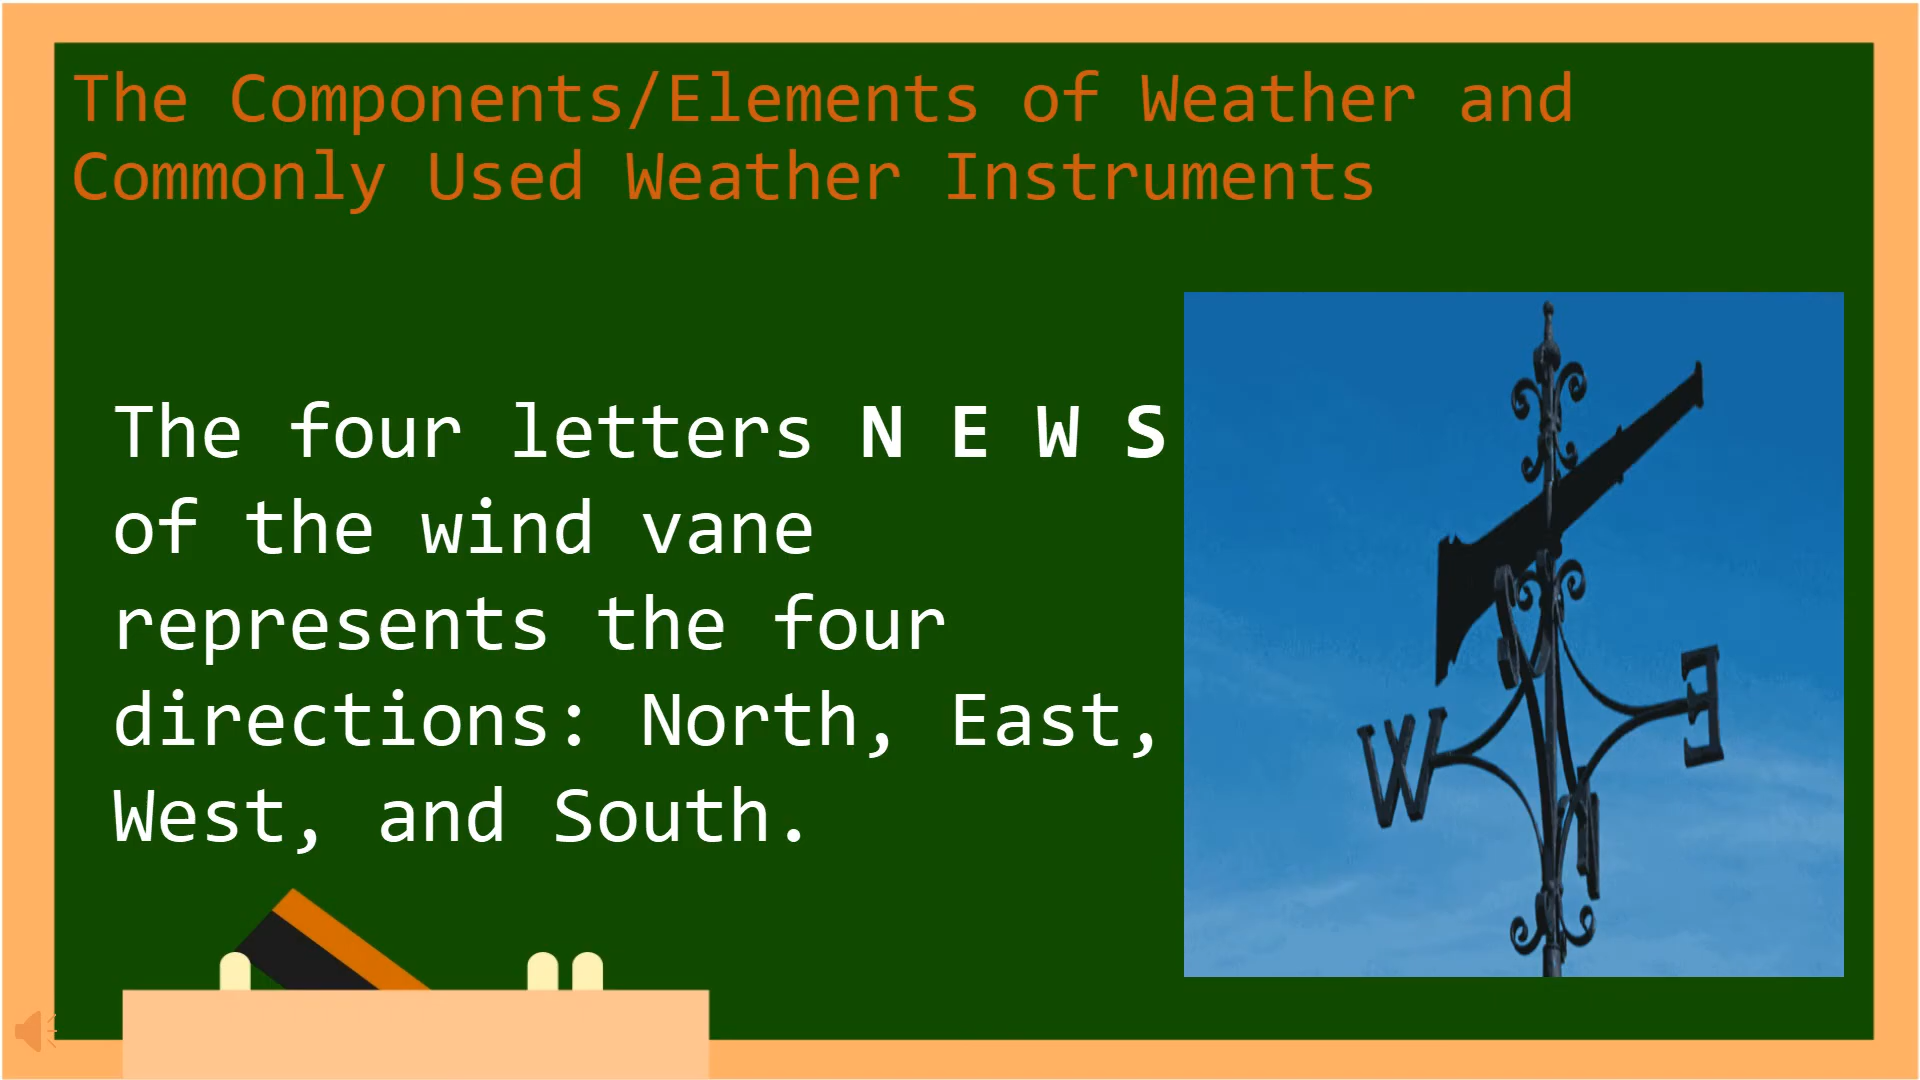 The Components/Elements of Weather and
Commonly Used Weather Instruments
The four letters N E W S
of the wind vane
represents the four
directions: North, East,
West, and South.
W
E
N
S